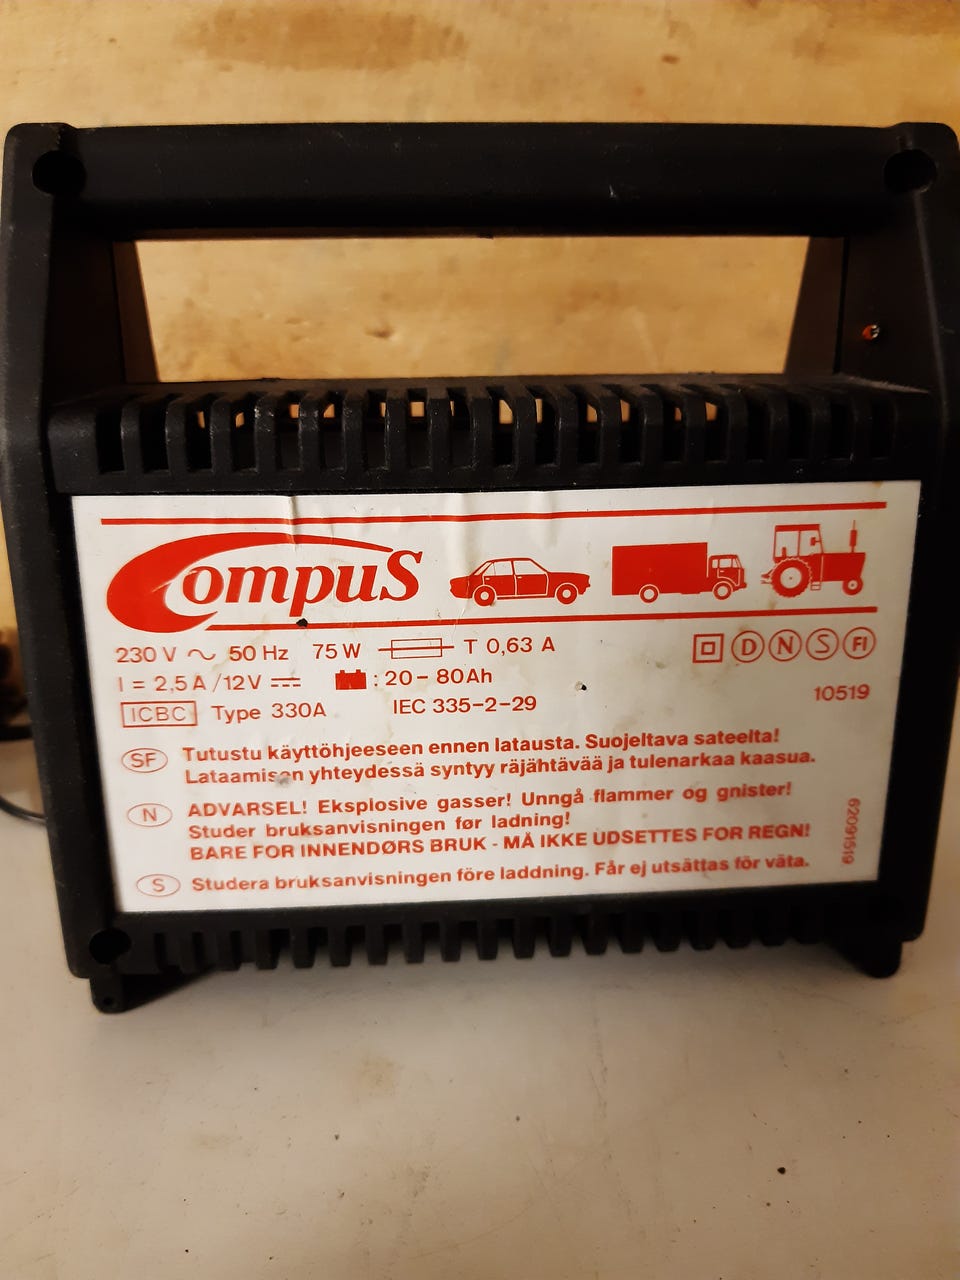 CompuS
230 V ~ 50 Hz 75 W T 0,63 A
D N S FI
I = 2,5 A /12V : 20 - 80Ah
10519
ICBC Type 330A IEC 335-2-29
SF Tutustu käyttöhjeeseen ennen latausta. Suojeltava sateelta!
Lataamisen yhteydessä syntyy räjähtävää ja tulenarkaa kaasua.
N ADVARSEL! Eksplosive gasser! Unngå flammer og gnister!
Studer bruksanvisningen før ladning!
BARE FOR INNENDØRS BRUK - MÅ IKKE UDSETTES FOR REGN!
S Studera bruksanvisningen före laddning. Får ej utsättas för väta.
62091519